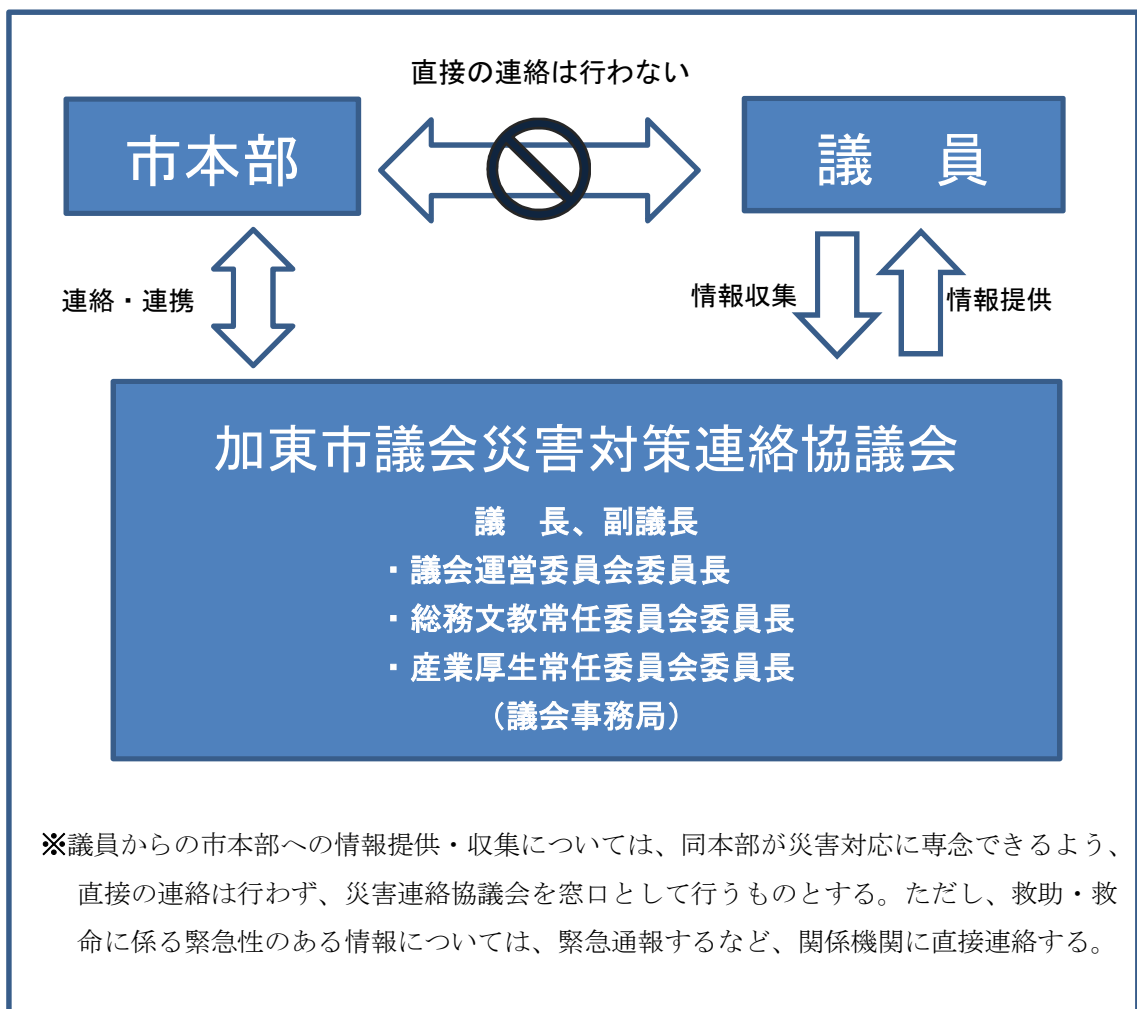 直接の連絡は行わない
市本部
議　員
連絡・連携
情報収集
情報提供
加東市議会災害対策連絡協議会
議　長、副議長
・議会運営委員会委員長
・総務文教常任委員会委員長
・産業厚生常任委員会委員長
（議会事務局）
※議員からの市本部への情報提供・収集については、同本部が災害対応に専念できるよう、
直接の連絡は行わず、災害連絡協議会を窓口として行うものとする。ただし、救助・救
命に係る緊急性のある情報については、緊急通報するなど、関係機関に直接連絡する。